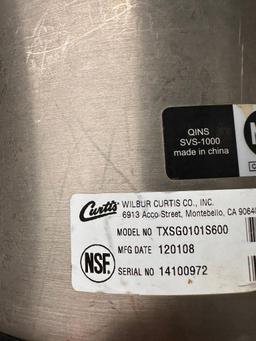 QINS
SVS-1000
made in china
Curtis
WILBUR CURTIS CO., INC.
6913 Acco Street, Montebello, CA 90640
MODEL NO TXSG0101S600
MFG DATE 120108
SERIAL NO 14100972
NSF